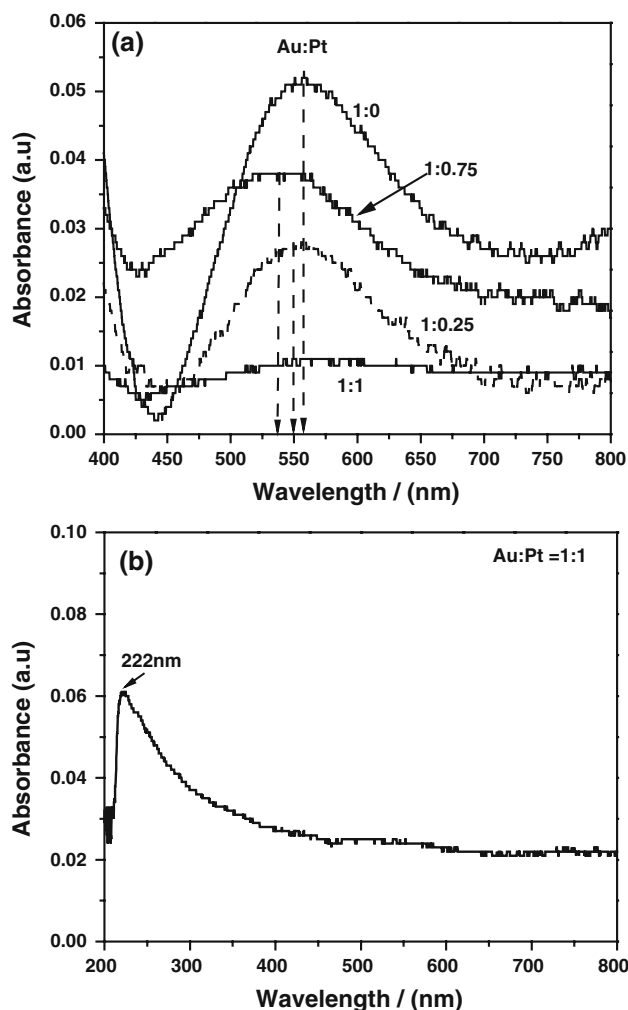 (a)
Au:Pt
1:0
1:0.75
1:0.25
1:1
0.06
0.05
0.04
0.03
0.02
0.01
0.00
Absorbance (a.u)
400 450 500 550 600 650 700 750 800
Wavelength / (nm)
(b)
Au:Pt =1:1
222nm
0.10
0.08
0.06
0.04
0.02
0.00
Absorbance (a.u)
200 300 400 500 600 700 800
Wavelength / (nm)